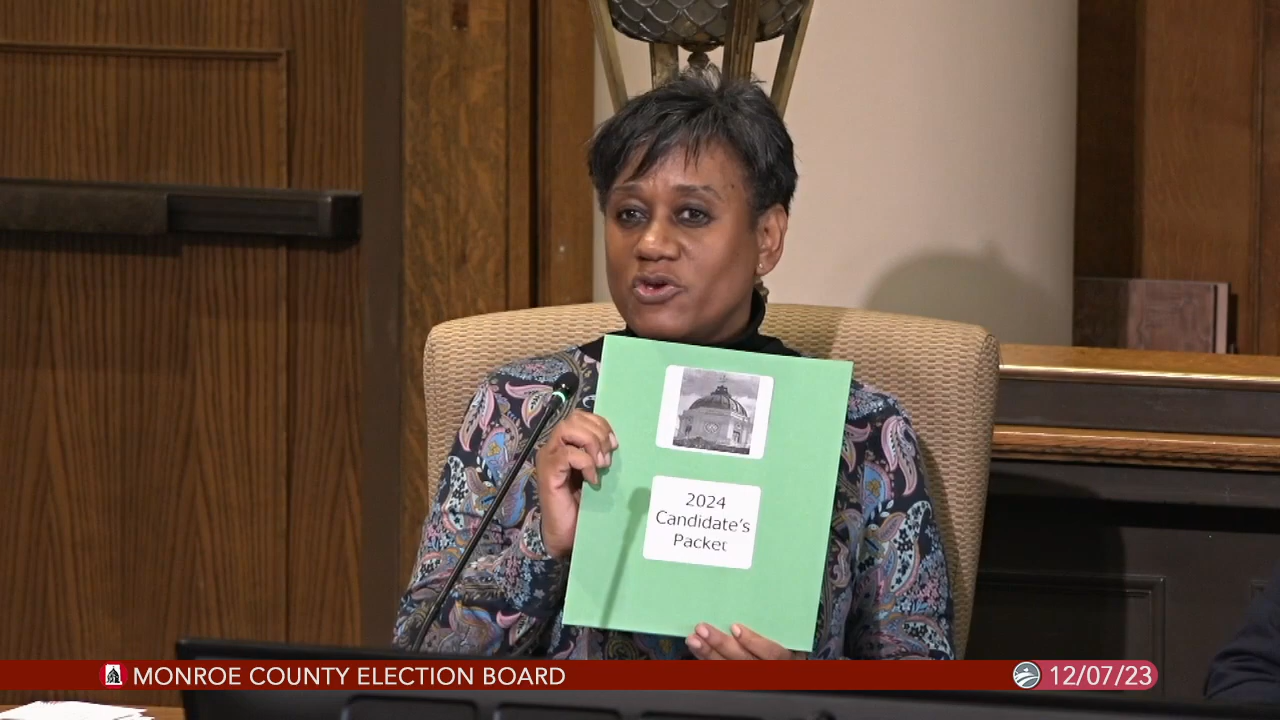 2024
Candidate's
Packet
MONROE COUNTY ELECTION BOARD
12/07/23